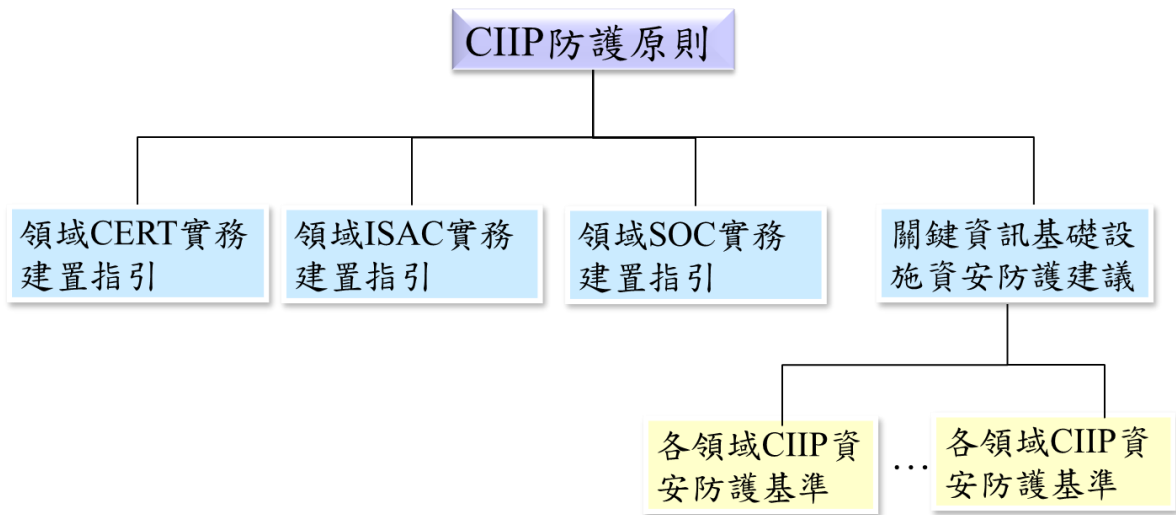 CIIP防護原則
領域CERT實務
建置指引
領域ISAC實務
建置指引
領域SOC實務
建置指引
關鍵資訊基礎設
施資安防護建議
各領域CIIP資
安防護基準
…
各領域CIIP資
安防護基準